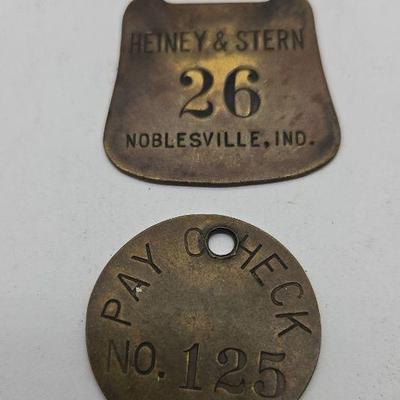 HEINEY & STERN
26
NOBLESVILLE, IND.
PAY CHECK
NO. 125